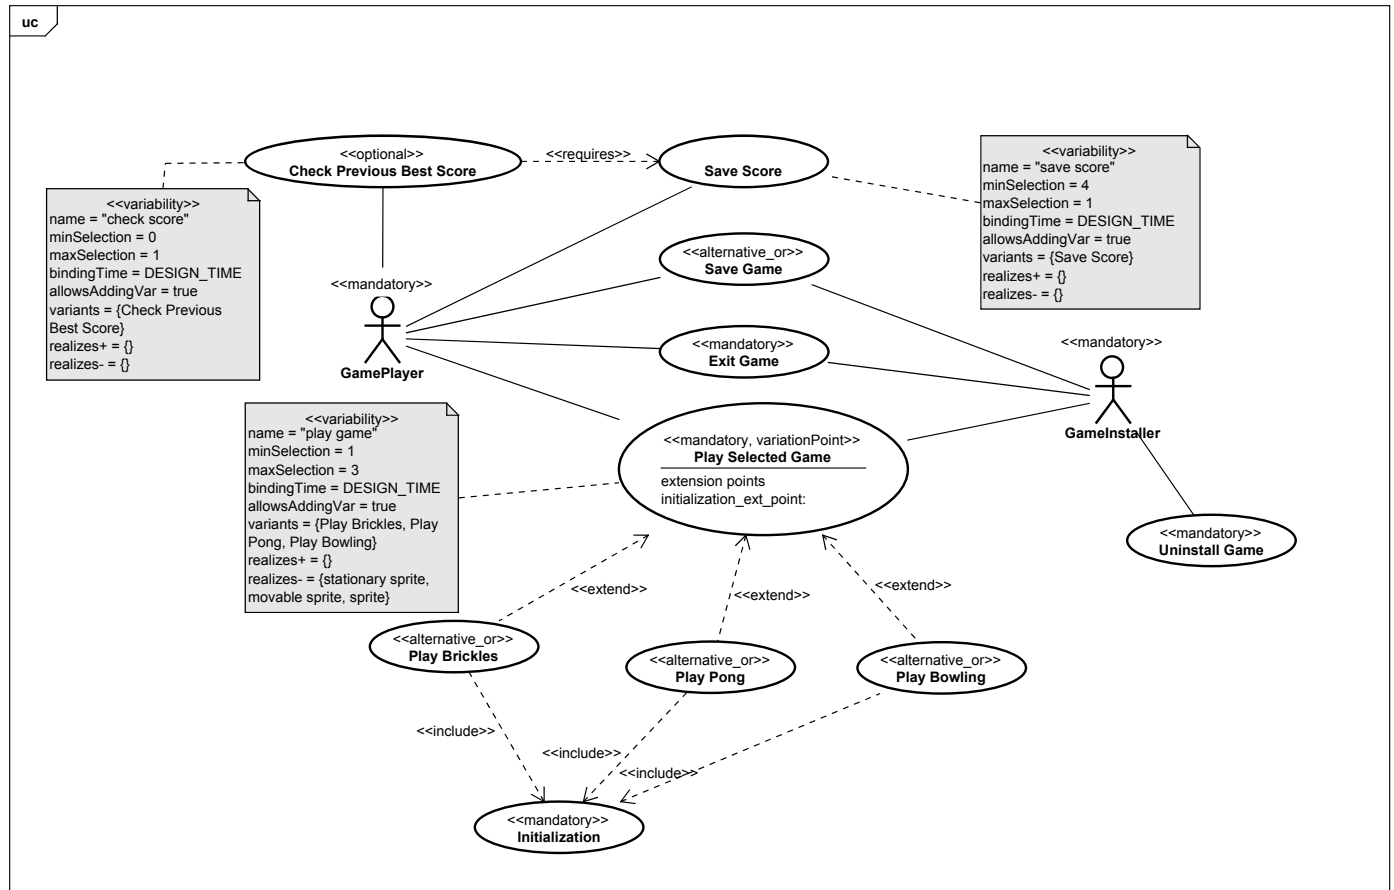 uc
<<optional>>
Check Previous Best Score
<<requires>>
Save Score
<<variability>>
name = "save score"
minSelection = 4
maxSelection = 1
bindingTime = DESIGN_TIME
allowsAddingVar = true
variants = {Save Score}
realizes+ = {}
realizes- = {}
<<variability>>
name = "check score"
minSelection = 0
maxSelection = 1
bindingTime = DESIGN_TIME
allowsAddingVar = true
variants = {Check Previous
Best Score}
realizes+ = {}
realizes- = {}
<<alternative_or>>
Save Game
<<mandatory>>
GamePlayer
<<mandatory>>
Exit Game
<<mandatory>>
GameInstaller
<<variability>>
name = "play game"
minSelection = 1
maxSelection = 3
bindingTime = DESIGN_TIME
allowsAddingVar = true
variants = {Play Brickles, Play
Pong, Play Bowling}
realizes+ = {}
realizes- = {stationary sprite,
movable sprite, sprite}
<<mandatory, variationPoint>>
Play Selected Game
extension points
initialization_ext_point:
<<mandatory>>
Uninstall Game
<<extend>>
<<extend>>
<<extend>>
<<alternative_or>>
Play Brickles
<<alternative_or>>
Play Pong
<<alternative_or>>
Play Bowling
<<include>>
<<include>>
<<include>>
<<mandatory>>
Initialization